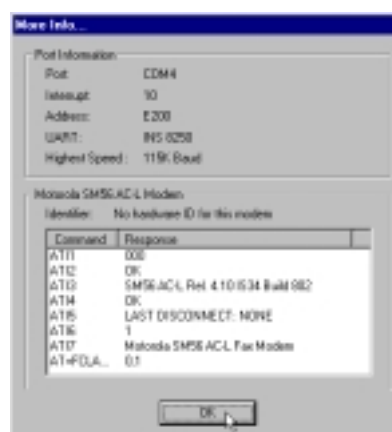 More Info...
Port Information
Port: COM4
Interrupt: 10
Address: E200
UART: INS 8250
Highest Speed: 115K Baud
Motorola SM56 AC-L Modem
Identifier: No hardware ID for this modem
Command Response
ATI1 000
ATI2 OK
ATI3 SM56 AC-L Rel. 4.10 IS34 Build 802
ATI4 OK
ATI5 LAST DISCONNECT: NONE
ATI6 1
ATI7 Motorola SM56 AC-L Fax Modem
AT+FCLA... 0,1
OK